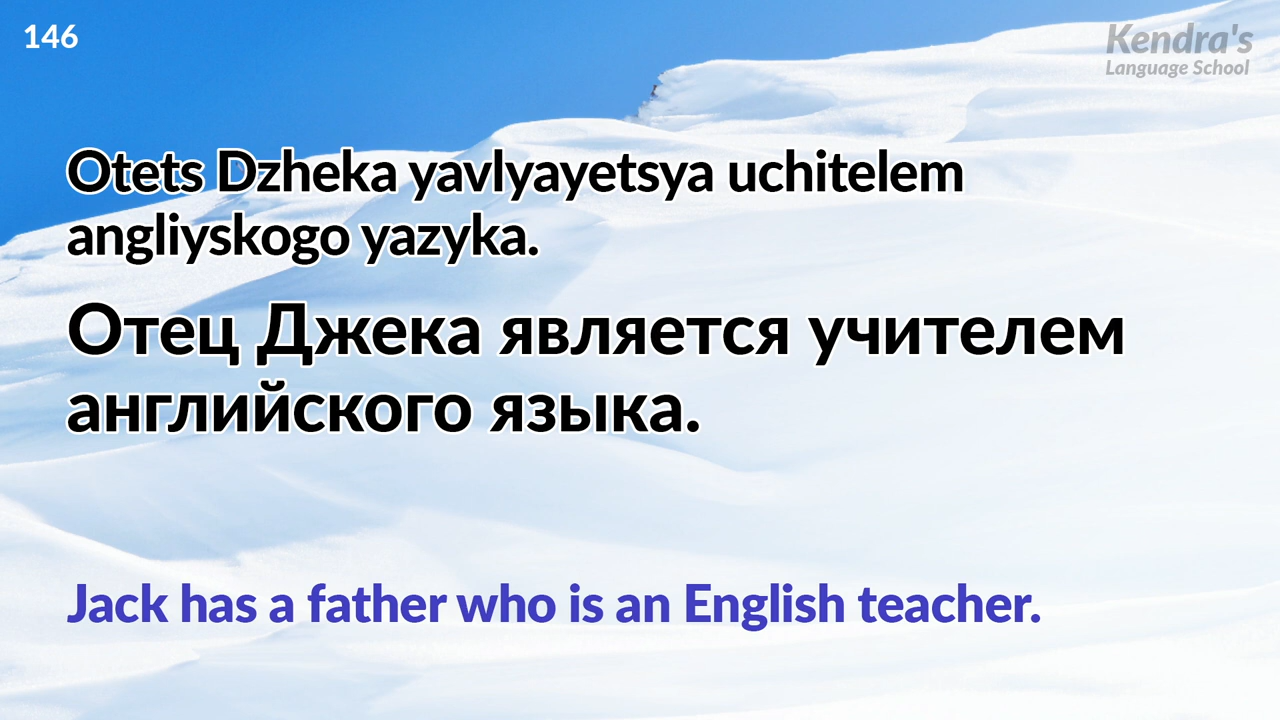 146
Kendra's
Language School
Otets Dzheka yavlyayetsya uchitelem
angliyskogo yazyka.
Отец Джека является учителем
английского языка.
Jack has a father who is an English teacher.